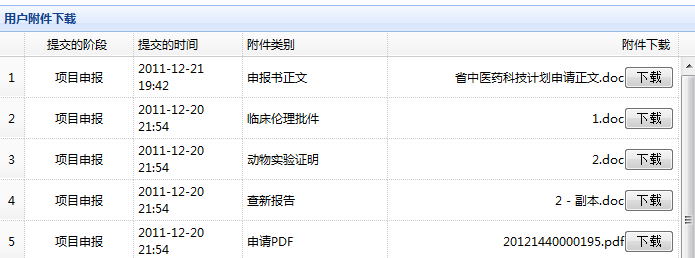 用户附件下载
提交的阶段 提交的时间 附件类别 附件下载
1 项目申报 2011-12-21 19:42 申报书正文 省中医药科技计划申请正文.doc 下载
2 项目申报 2011-12-20 21:54 临床伦理批件 1.doc 下载
3 项目申报 2011-12-20 21:54 动物实验证明 2.doc 下载
4 项目申报 2011-12-20 21:54 查新报告 2 - 副本.doc 下载
5 项目申报 2011-12-20 21:54 申请PDF 20121440000195.pdf 下载